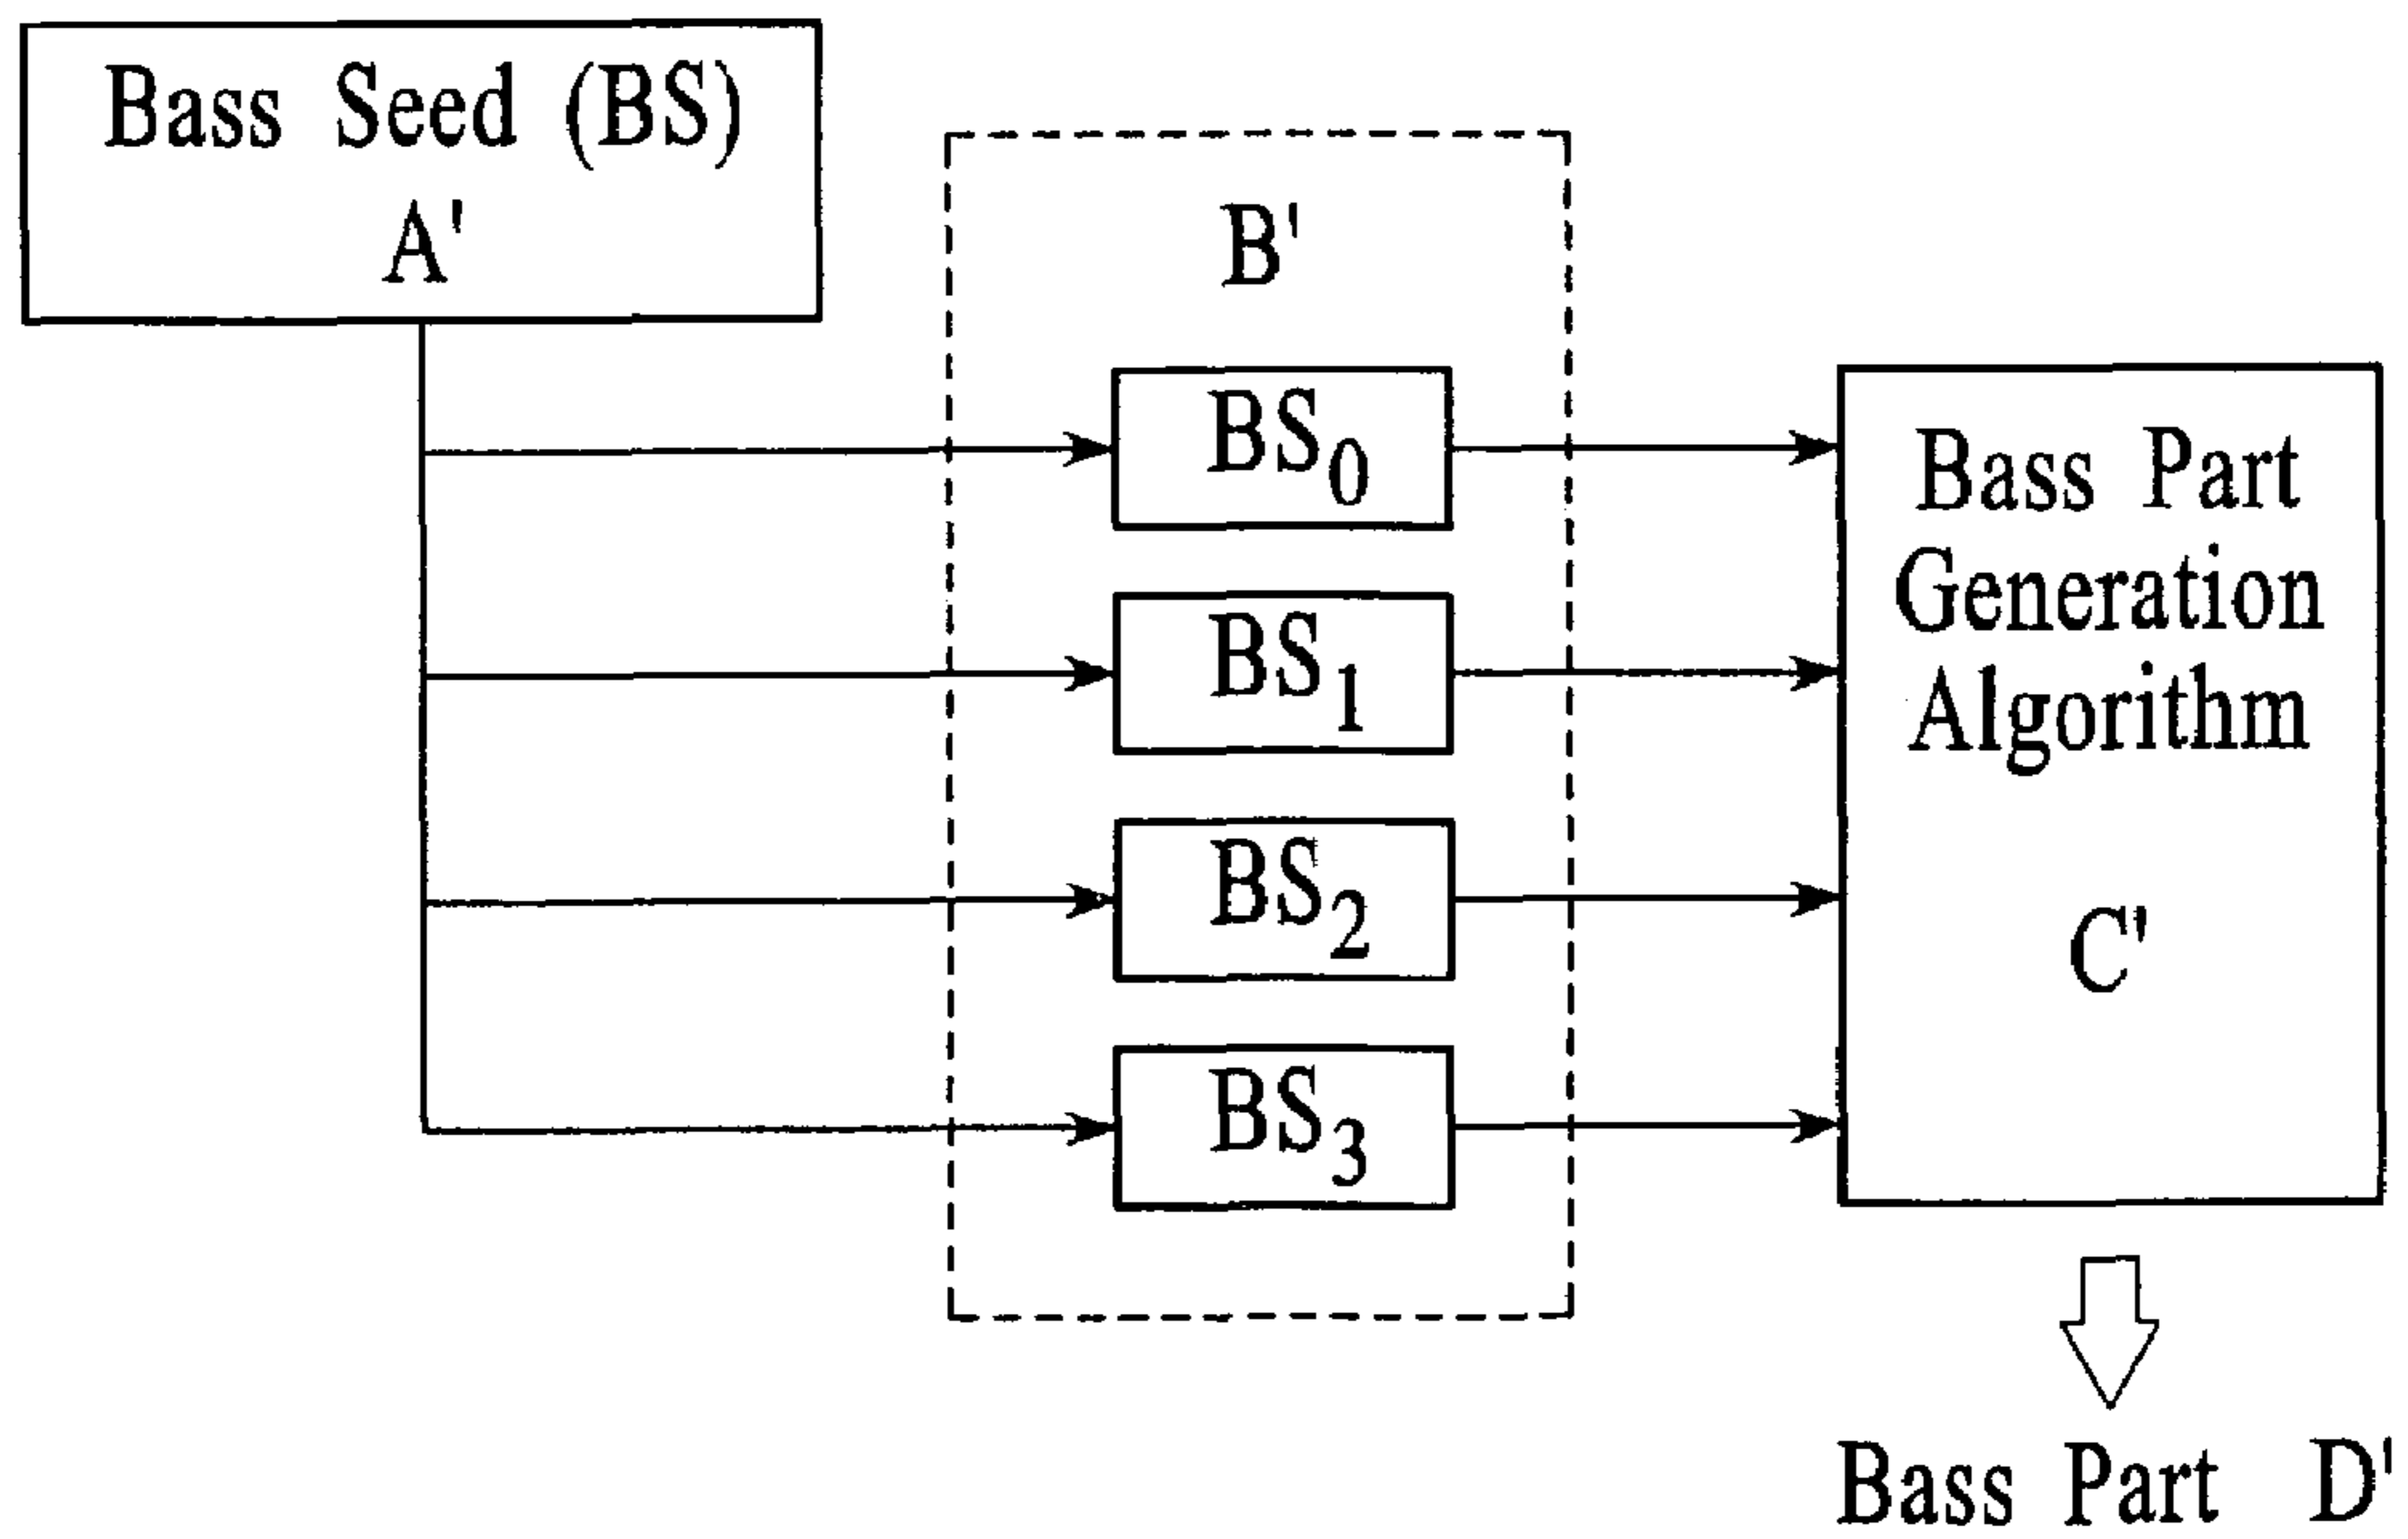 Bass Seed (BS)
A'
B'
BS0
BS1
BS2
BS3
Bass Part
Generation
Algorithm
C'
Bass Part D'